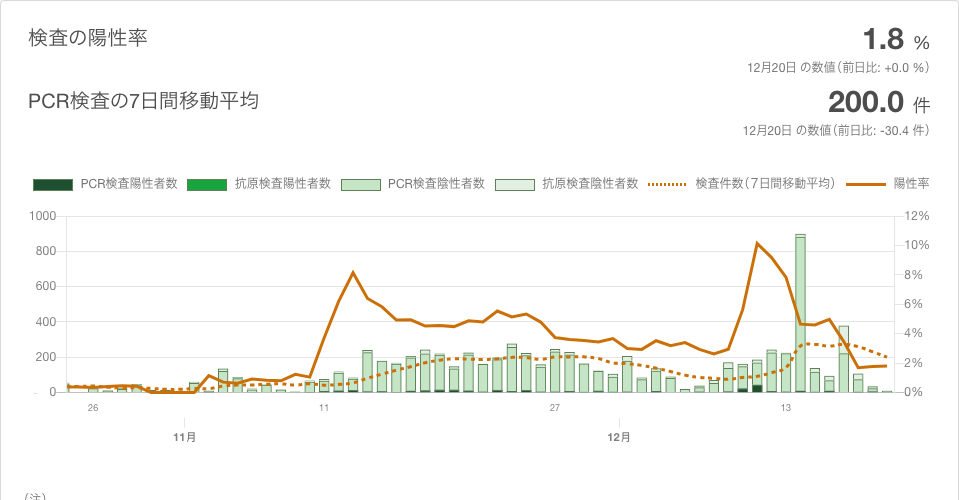 検査の陽性率
1.8 %
12月20日 の数値（前日比: +0.0 %）
PCR検査の7日間移動平均
200.0 件
12月20日 の数値（前日比: -30.4 件）
PCR検査陽性者数 抗原検査陽性者数 PCR検査陰性者数 抗原検査陰性者数 検査件数（7日間移動平均） 陽性率
1000 12%
800 10%
8%
600
6%
400
4%
200
2%
0 0%
26 11 27 13
11月 12月
（注）